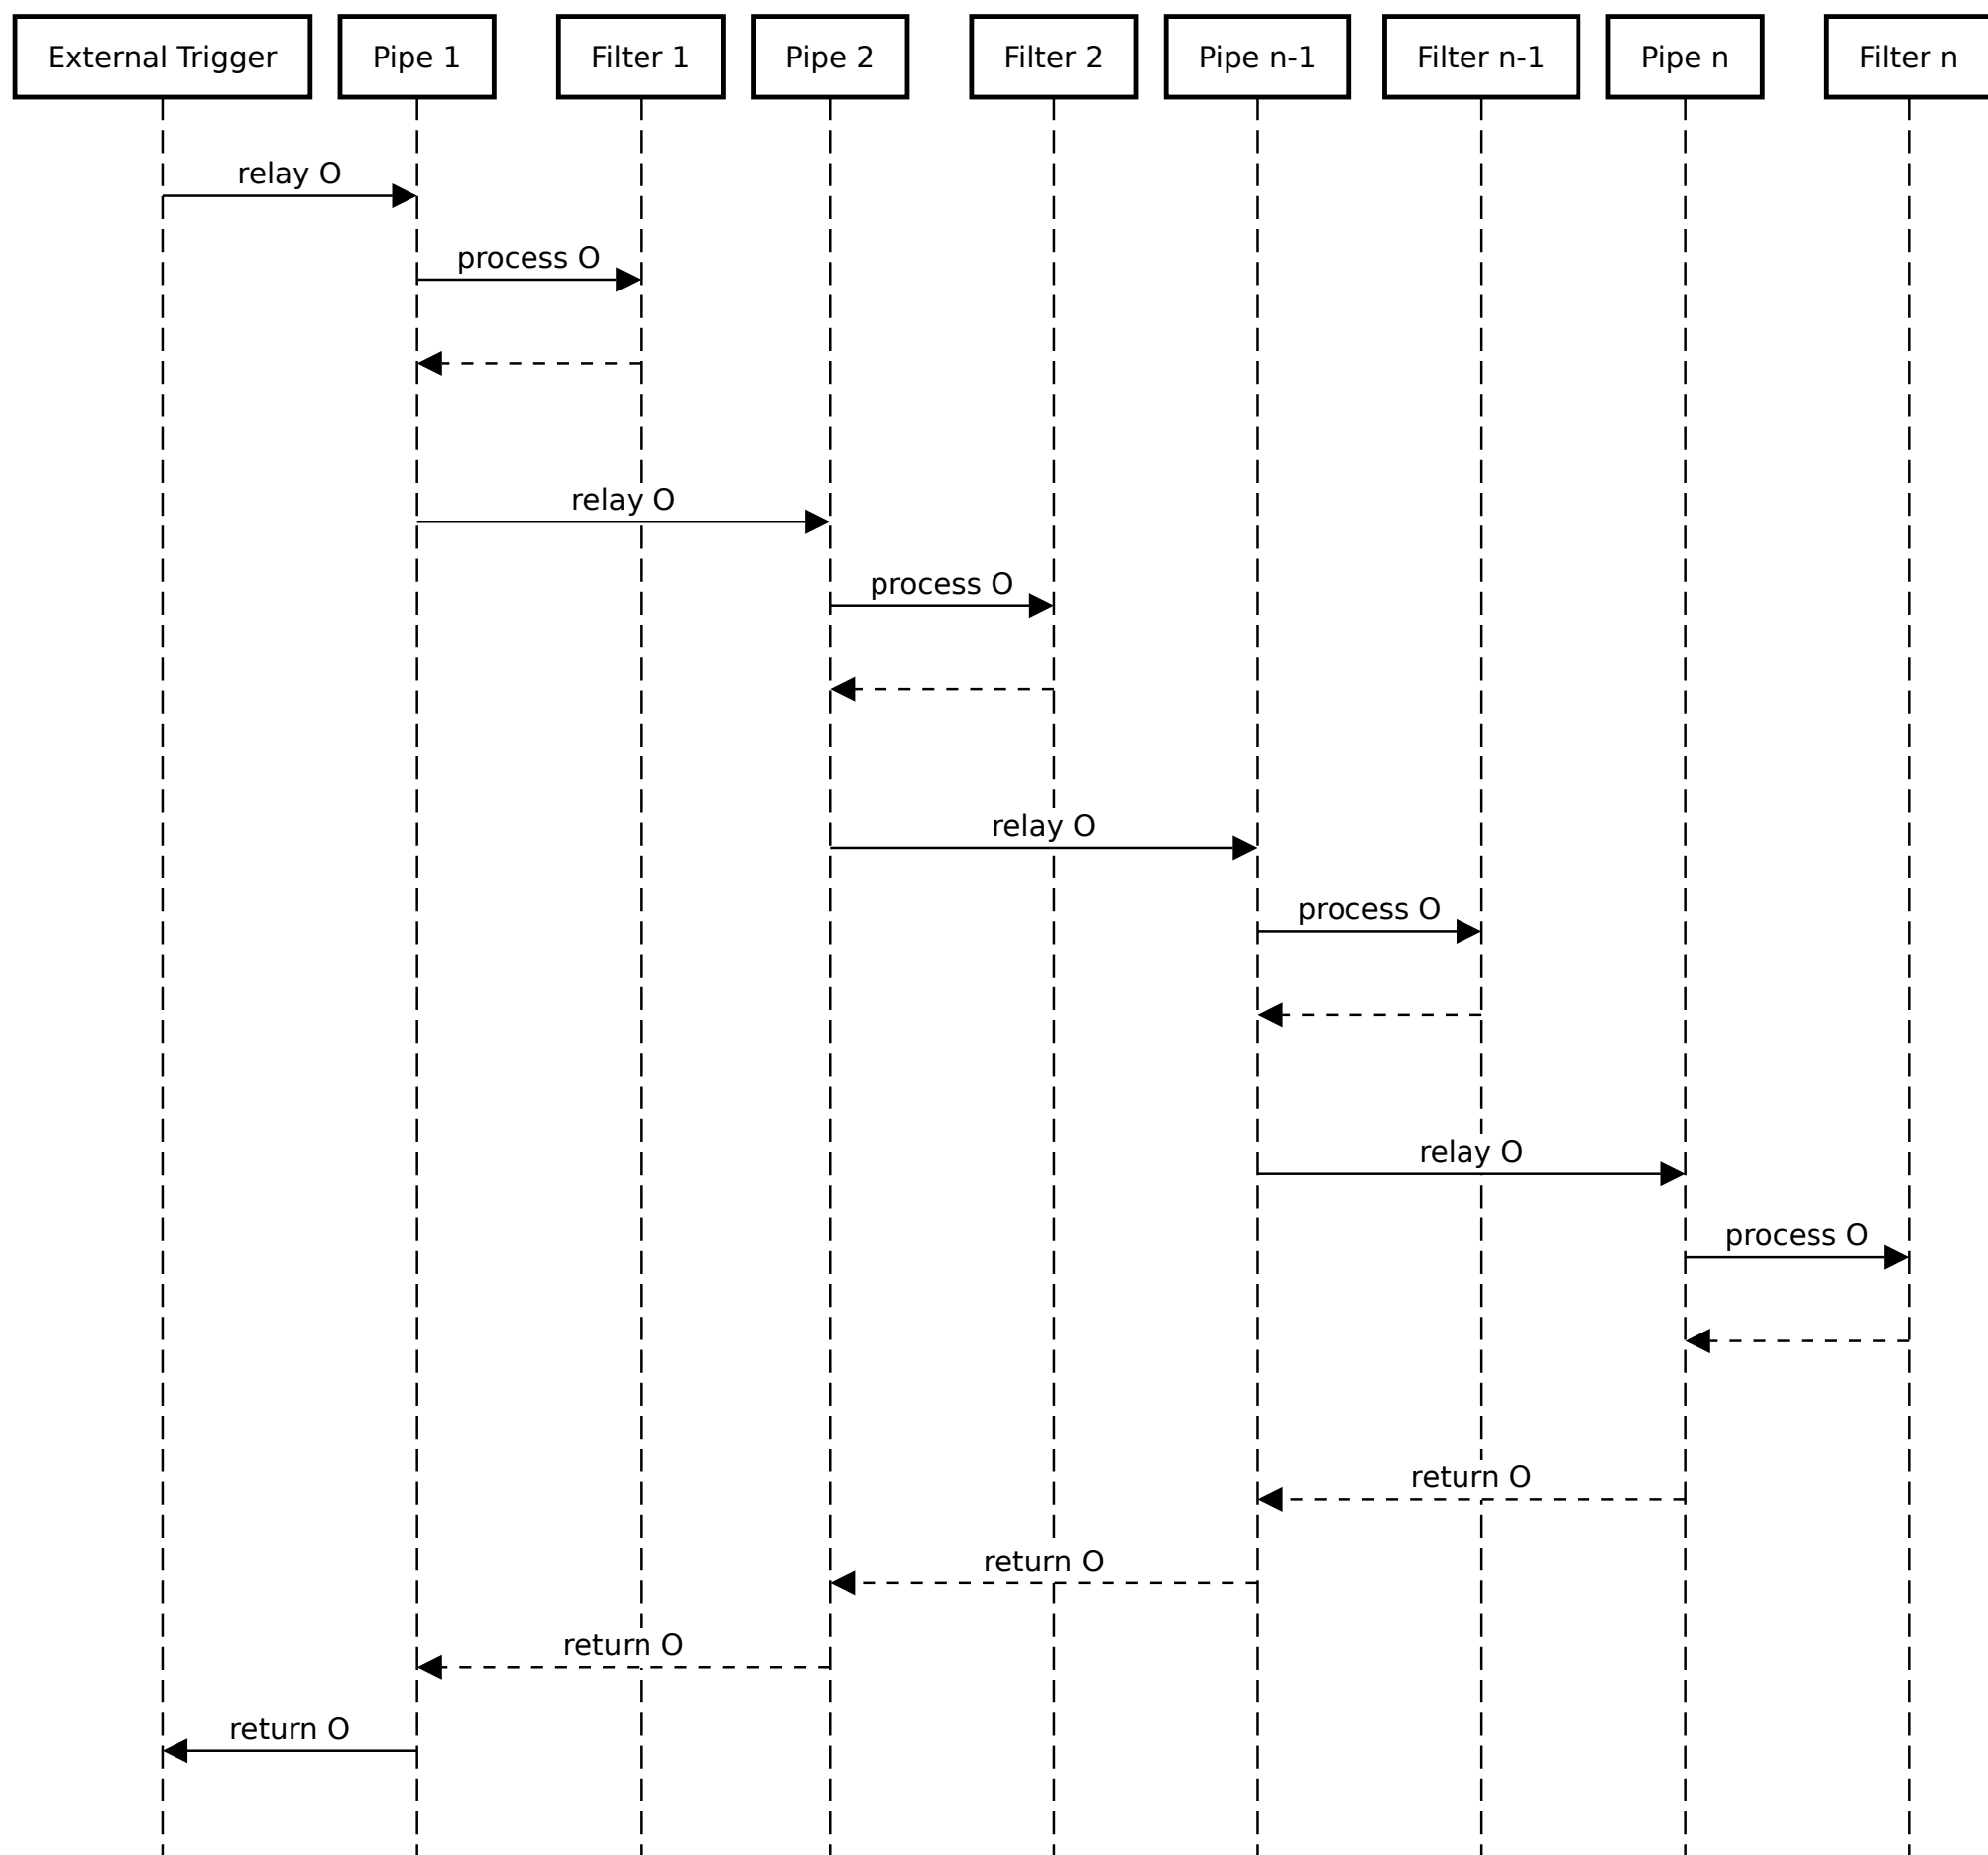 External Trigger
Pipe 1
Filter 1
Pipe 2
Filter 2
Pipe n-1
Filter n-1
Pipe n
Filter n
relay O
process O
relay O
process O
relay O
process O
relay O
process O
return O
return O
return O
return O